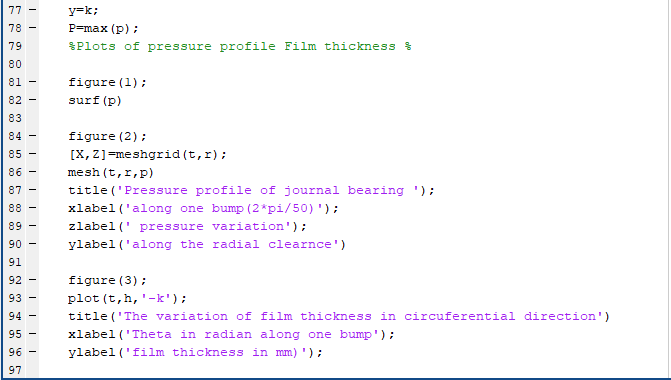 77 -    y=k;
78 -    P=max(p);
79      %Plots of pressure profile Film thickness %
80
81 -    figure(1);
82 -    surf(p)
83
84 -    figure(2);
85 -    [X,Z]=meshgrid(t,r);
86 -    mesh(t,r,p)
87 -    title('Pressure profile of journal bearing ');
88 -    xlabel('along one bump(2*pi/50)');
89 -    zlabel(' pressure variation');
90 -    ylabel('along the radial clearnce')
91
92 -    figure(3);
93 -    plot(t,h,'-k');
94 -    title('The variation of film thickness in circuferential direction')
95 -    xlabel('Theta in radian along one bump');
96 -    ylabel('film thickness in mm)');
97